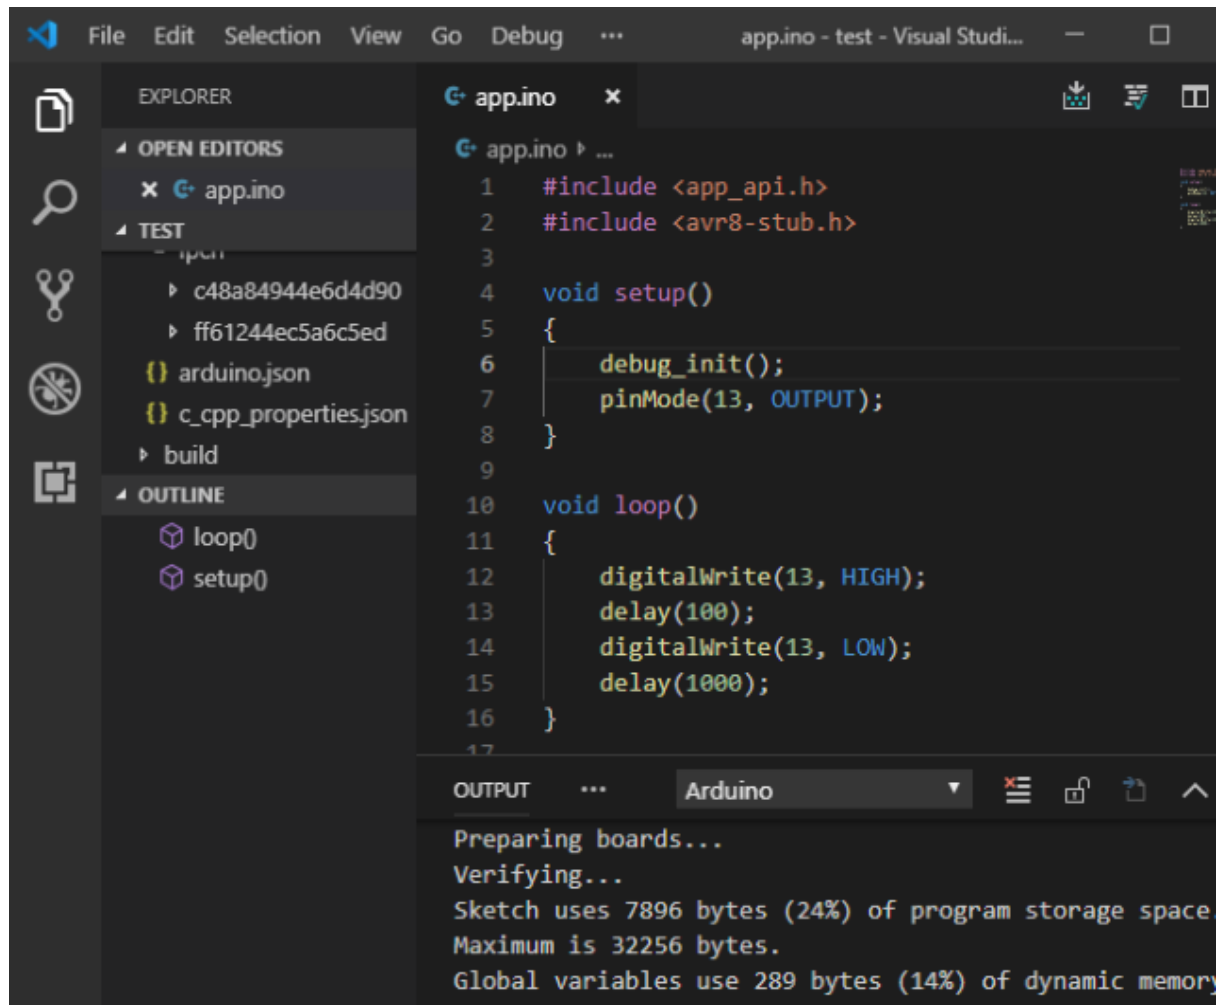 File Edit Selection View Go Debug ··· app.ino - test - Visual Studi...
EXPLORER
OPEN EDITORS
app.ino
TEST
c48a84944e6d4d90
ff61244ec5a6c5ed
{} arduino.json
{} c_cpp_properties.json
build
OUTLINE
loop()
setup()
app.ino
app.ino ...
1 #include <app_api.h>
2 #include <avr8-stub.h>
3
4 void setup()
5 {
6 debug_init();
7 pinMode(13, OUTPUT);
8 }
9
10 void loop()
11 {
12 digitalWrite(13, HIGH);
13 delay(100);
14 digitalWrite(13, LOW);
15 delay(1000);
16 }
17
OUTPUT ··· Arduino
Preparing boards...
Verifying...
Sketch uses 7896 bytes (24%) of program storage space.
Maximum is 32256 bytes.
Global variables use 289 bytes (14%) of dynamic memory